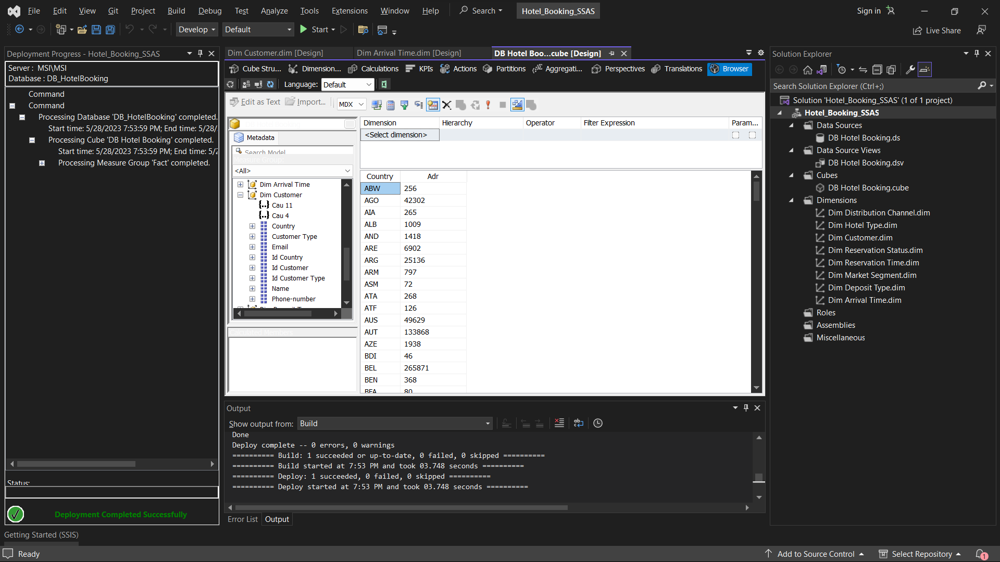 File Edit View Git Project Build Debug Test Analyze Tools Extensions Window Help Search Hotel_Booking_SSAS Sign in
Develop Default Start Live Share
Deployment Progress - Hotel_Booking_SSAS
Server : MSI\MSI
Database : DB_HotelBooking
Command
Command
Processing Database 'DB_HotelBooking' completed.
Start time: 5/28/2023 7:53:59 PM; End time: 5/28/
Processing Cube 'DB Hotel Booking' completed.
Start time: 5/28/2023 7:53:59 PM; End time: 5/2
Processing Measure Group 'Fact' completed.
Status:
Deployment Completed Successfully
Dim Customer.dim [Design] Dim Arrival Time.dim [Design] DB Hotel Boo...cube [Design]
Cube Stru... Dimension... Calculations KPIs Actions Partitions Aggregati... Perspectives Translations Browser
Language: Default
Edit as Text Import... MDX
Metadata
Search Model
Measure Group:
<All>
Dim Arrival Time
Dim Customer
Cau 11
Cau 4
Country
Customer Type
Email
Id Country
Id Customer
Id Customer Type
Name
Phone-number
Calculated Members
Dimension Hierarchy Operator Filter Expression Param...
<Select dimension>
Country Adr
ABW 256
AGO 42302
AIA 265
ALB 1009
AND 1418
ARE 6902
ARG 25136
ARM 797
ASM 72
ATA 268
ATF 126
AUS 49629
AUT 133868
AZE 1938
BDI 46
BEL 265871
BEN 368
BFA 80
Output
Show output from: Build
Done
Deploy complete -- 0 errors, 0 warnings
========== Build: 1 succeeded or up-to-date, 0 failed, 0 skipped ==========
========== Build started at 7:53 PM and took 03.748 seconds ==========
========== Deploy: 1 succeeded, 0 failed, 0 skipped ==========
========== Deploy started at 7:53 PM and took 03.748 seconds ==========
Error List Output
Solution Explorer
Search Solution Explorer (Ctrl+;)
Solution 'Hotel_Booking_SSAS' (1 of 1 project)
Hotel_Booking_SSAS
Data Sources
DB Hotel Booking.ds
Data Source Views
DB Hotel Booking.dsv
Cubes
DB Hotel Booking.cube
Dimensions
Dim Distribution Channel.dim
Dim Hotel Type.dim
Dim Customer.dim
Dim Reservation Status.dim
Dim Reservation Time.dim
Dim Market Segment.dim
Dim Deposit Type.dim
Dim Arrival Time.dim
Roles
Assemblies
Miscellaneous
Getting Started (SSIS)
Ready Add to Source Control Select Repository 1